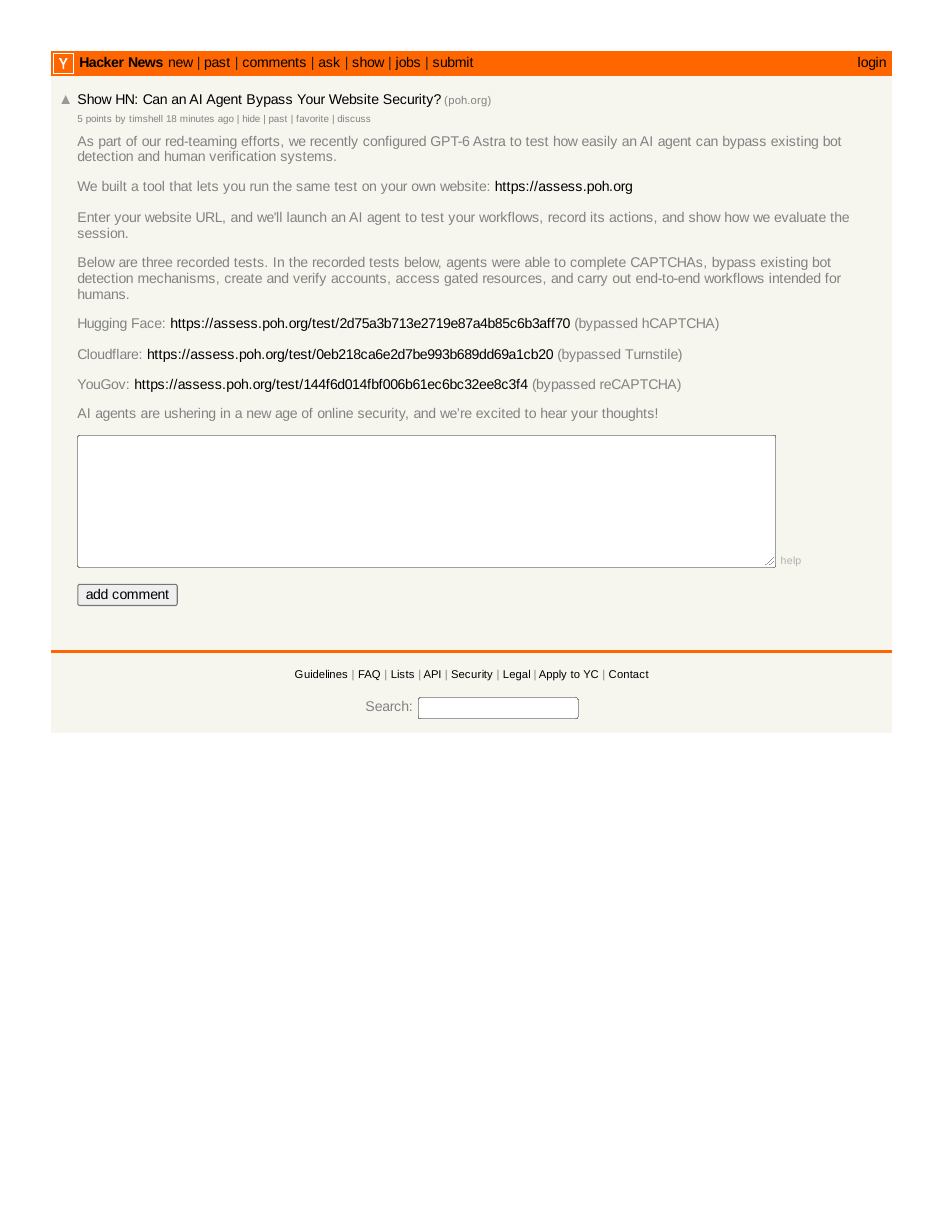 Y Hacker News new | past | comments | ask | show | jobs | submit login
▲ Show HN: Can an AI Agent Bypass Your Website Security? (poh.org)
5 points by timshell 18 minutes ago | hide | past | favorite | discuss
As part of our red-teaming efforts, we recently configured GPT-6 Astra to test how easily an AI agent can bypass existing bot
detection and human verification systems.
We built a tool that lets you run the same test on your own website: https://assess.poh.org
Enter your website URL, and we'll launch an AI agent to test your workflows, record its actions, and show how we evaluate the
session.
Below are three recorded tests. In the recorded tests below, agents were able to complete CAPTCHAs, bypass existing bot
detection mechanisms, create and verify accounts, access gated resources, and carry out end-to-end workflows intended for
humans.
Hugging Face: https://assess.poh.org/test/2d75a3b713e2719e87a4b85c6b3aff70 (bypassed hCAPTCHA)
Cloudflare: https://assess.poh.org/test/0eb218ca6e2d7be993b689dd69a1cb20 (bypassed Turnstile)
YouGov: https://assess.poh.org/test/144f6d014fbf006b61ec6bc32ee8c3f4 (bypassed reCAPTCHA)
AI agents are ushering in a new age of online security, and we're excited to hear your thoughts!
help
add comment
Guidelines | FAQ | Lists | API | Security | Legal | Apply to YC | Contact
Search: